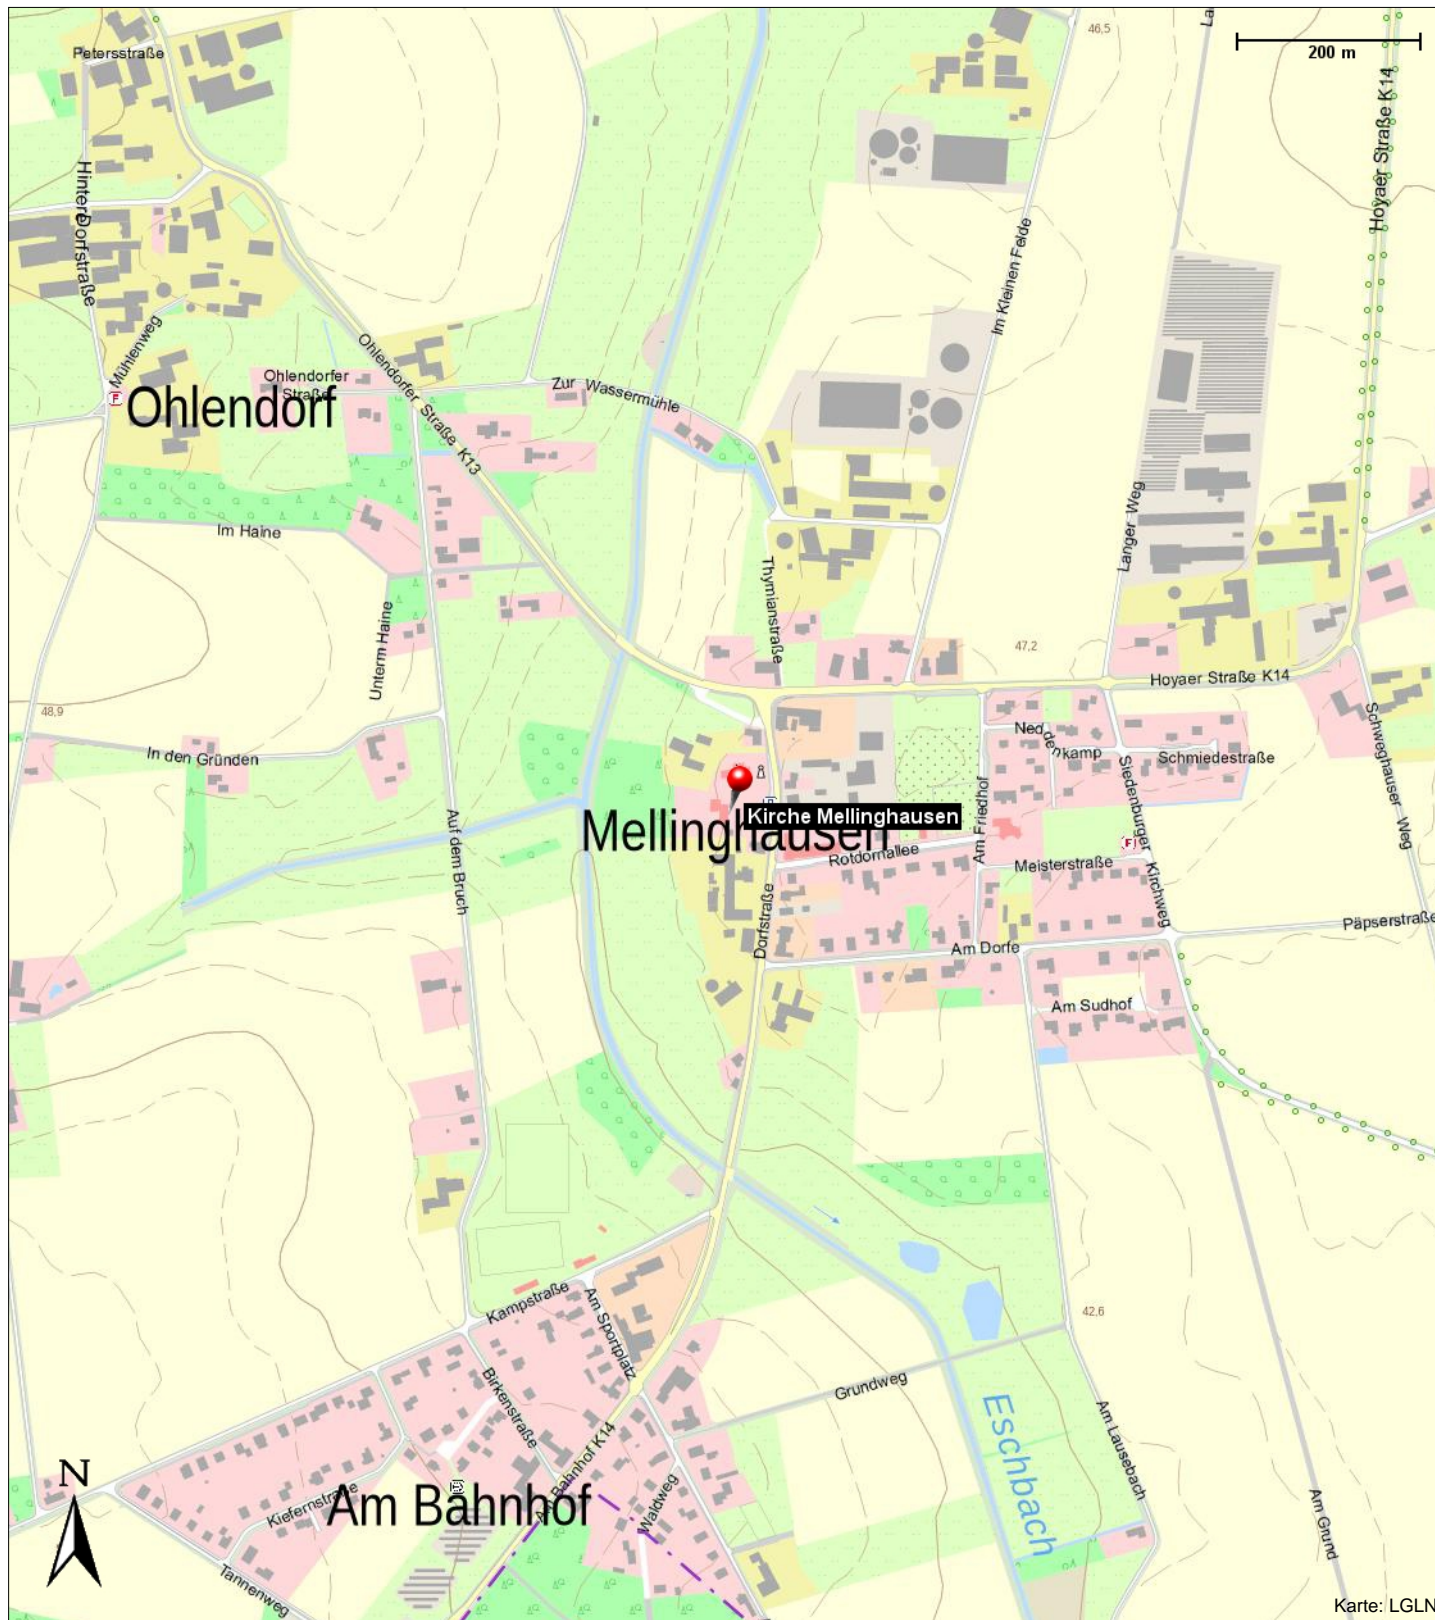 46,5
La
200 m
Petersstraße
Hoyaer Straße K14
Hintere Dorfstraße
Im Kleinen Felde
Mühlenweg
Ohlendorfer Straße K13
Ohlendorfer
Straße
Zur Wassermühle
F
Ohlendorf
Langer Weg
Im Haine
Thymianstraße
Unterm Haine
47,2
Hoyaer Straße K14
48,9
In den Gründen
Neddenkamp
Schmiedestraße
Schweghauser Weg
Siedenburger Kirchweg
Am Friedhof
Kirche Mellinghausen
Mellinghausen
Auf dem Bruch
F
Rotdornallee
Meisterstraße
Dorfstraße
Päpserstraße
Am Dorfe
Am Sudhof
Kampstraße
Am Sportplatz
42,6
Birkenstraße
Grundweg
Eschbach
Am Lausebach
Am Bahnhof K14
N
Kiefernstraße
Am Bahnhof
Waldweg
Am Grund
Tannenweg
Karte: LGLN